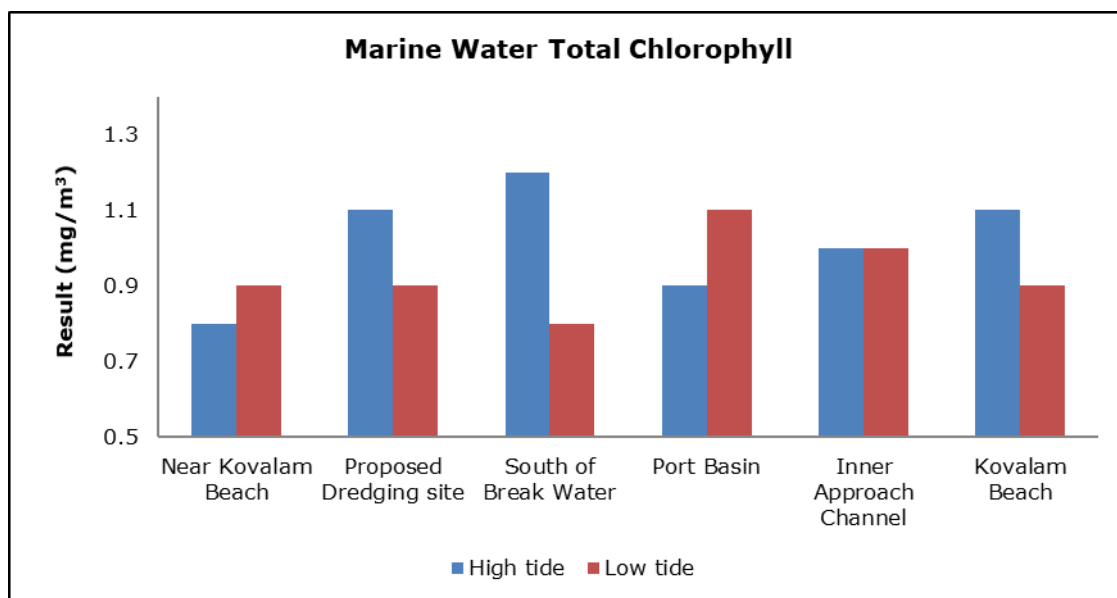 Marine Water Total Chlorophyll
Result (mg/m³)
1.3
1.1
0.9
0.7
0.5
Near Kovalam
Beach
Proposed
Dredging site
South of
Break Water
Port Basin
Inner
Approach
Channel
Kovalam
Beach
High tide
Low tide